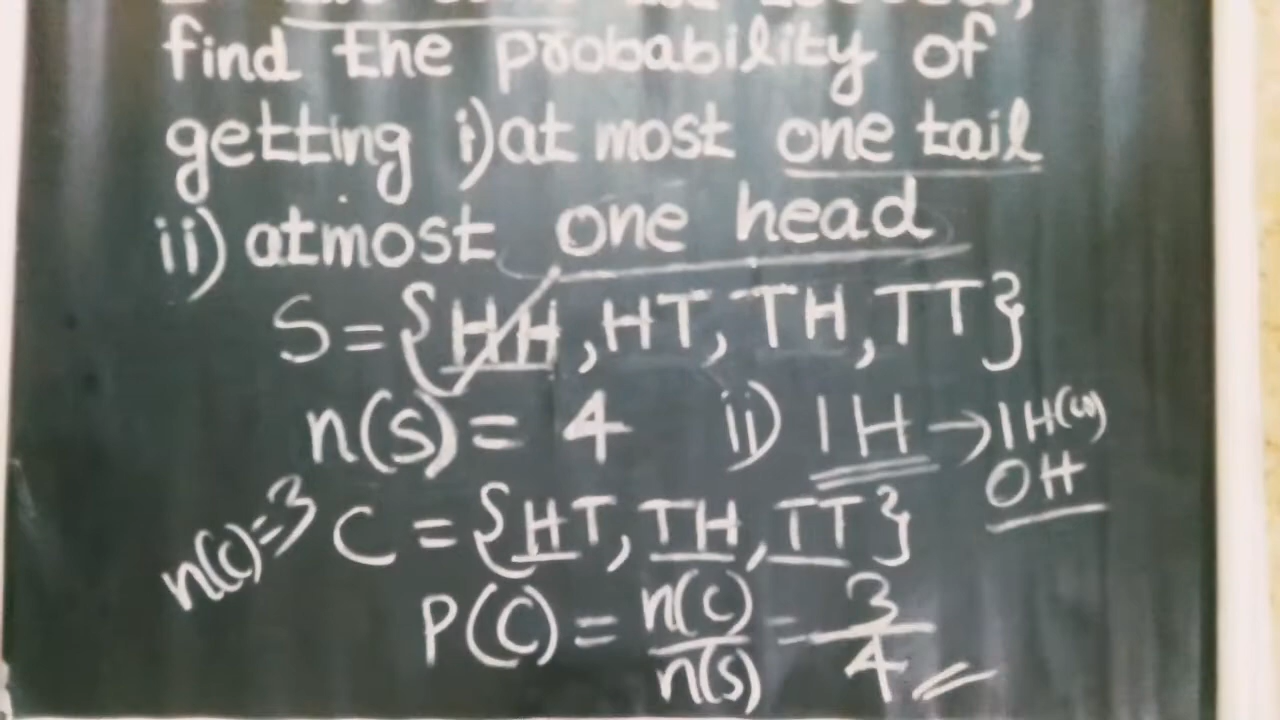 find the probability of
getting i) at most one tail
ii) atmost one head
S = {HH, HT, TH, TT}
n(s) = 4 ii) 1H → 1H(or)
0H
n(c)=3 C = {HT, TH, TT}
P(C) = n(c)/n(s) = 3/4